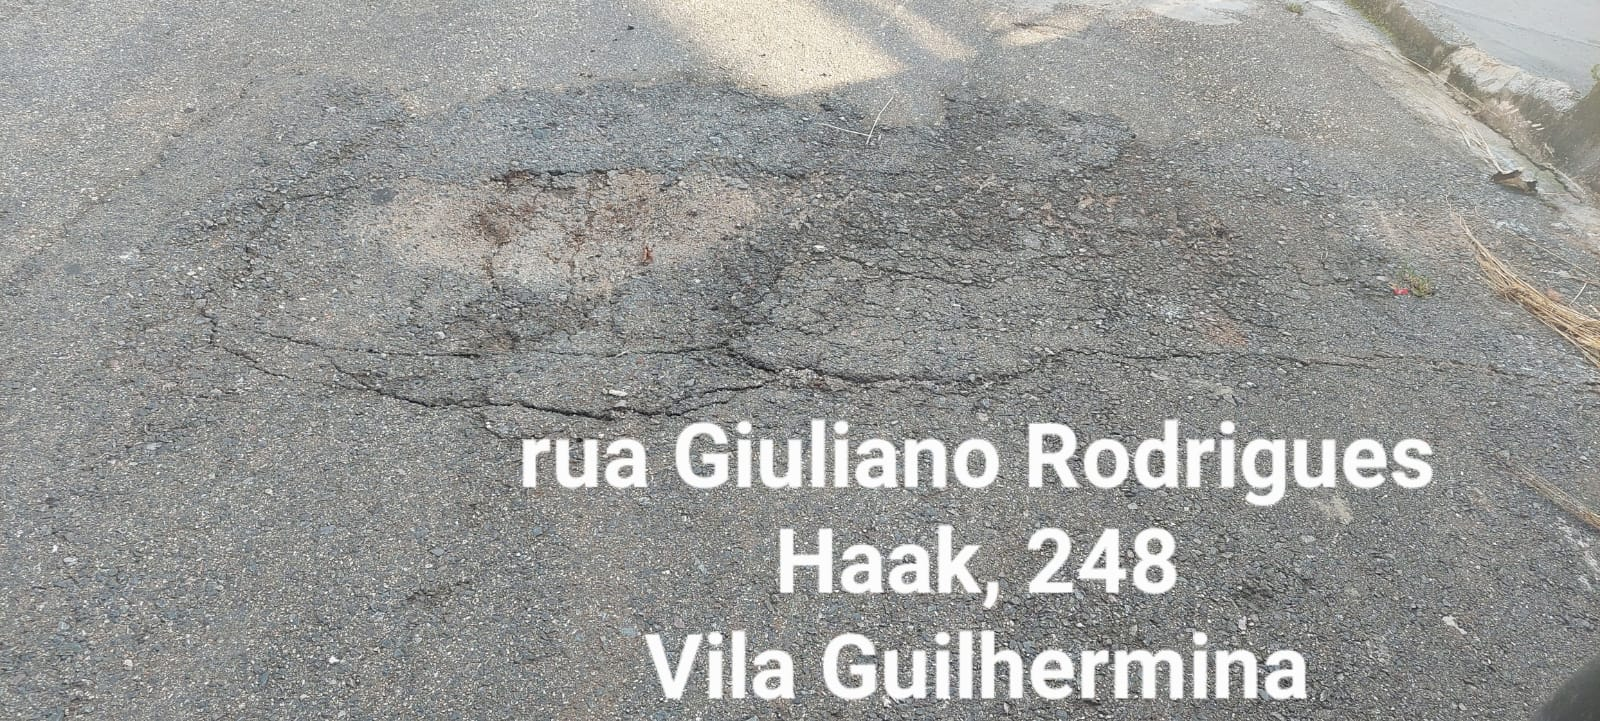 rua Giuliano Rodrigues
Haak, 248
Vila Guilhermina